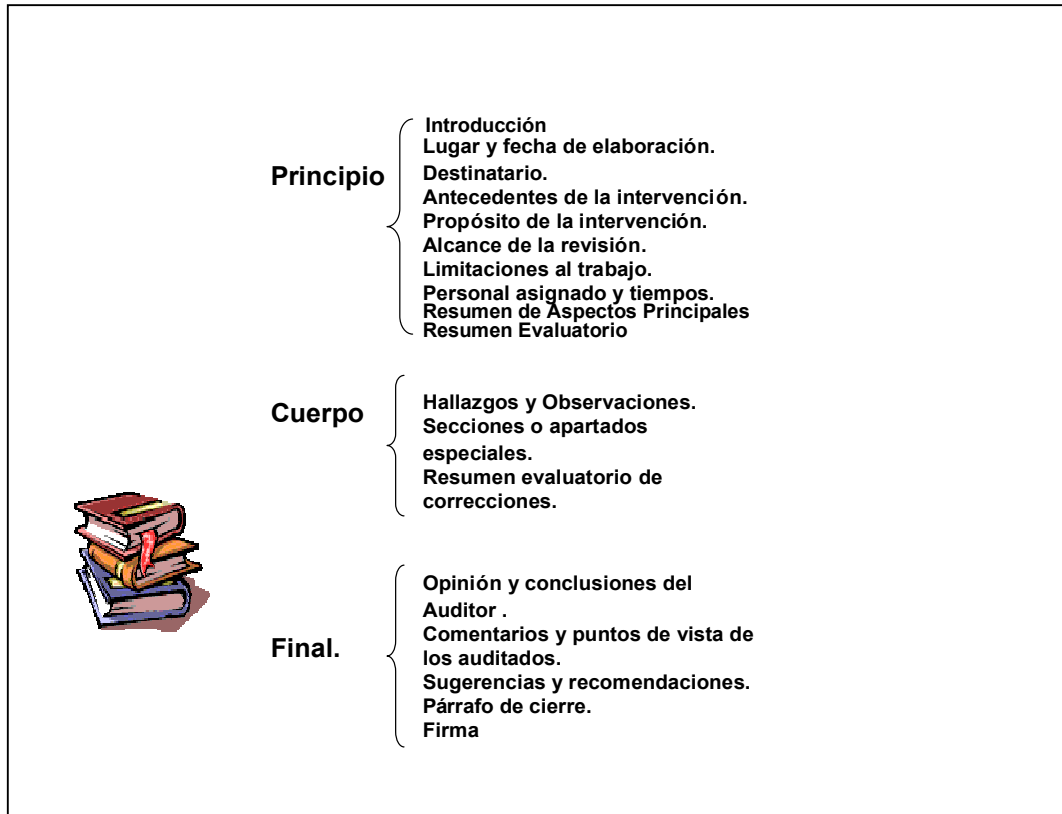 Principio
Introducción
Lugar y fecha de elaboración.
Destinatario.
Antecedentes de la intervención.
Propósito de la intervención.
Alcance de la revisión.
Limitaciones al trabajo.
Personal asignado y tiempos.
Resumen de Aspectos Principales
Resumen Evaluatorio
Cuerpo
Hallazgos y Observaciones.
Secciones o apartados
especiales.
Resumen evaluatorio de
correcciones.
Final.
Opinión y conclusiones del
Auditor .
Comentarios y puntos de vista de
los auditados.
Sugerencias y recomendaciones.
Párrafo de cierre.
Firma